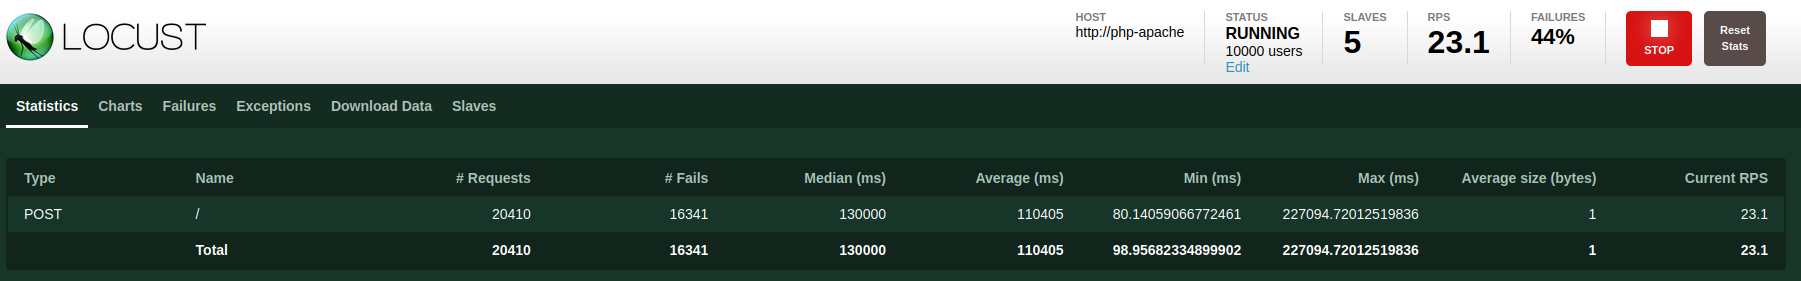 LOCUST
HOST
http://php-apache
STATUS
RUNNING
10000 users
Edit
SLAVES
5
RPS
23.1
FAILURES
44%
STOP
Reset
Stats
Statistics Charts Failures Exceptions Download Data Slaves
Type Name # Requests # Fails Median (ms) Average (ms) Min (ms) Max (ms) Average size (bytes) Current RPS
POST / 20410 16341 130000 110405 80.14059066772461 227094.72012519836 1 23.1
Total 20410 16341 130000 110405 98.95682334899902 227094.72012519836 1 23.1